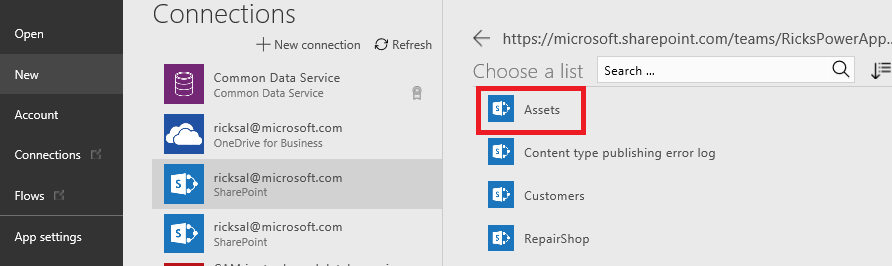 Open
New
Account
Connections
Flows
App settings
Connections
New connection
Refresh
Common Data Service
Common Data Service
ricksal@microsoft.com
OneDrive for Business
ricksal@microsoft.com
SharePoint
ricksal@microsoft.com
SharePoint
https://microsoft.sharepoint.com/teams/RicksPowerApp...
Choose a list
Search ...
Assets
Content type publishing error log
Customers
RepairShop